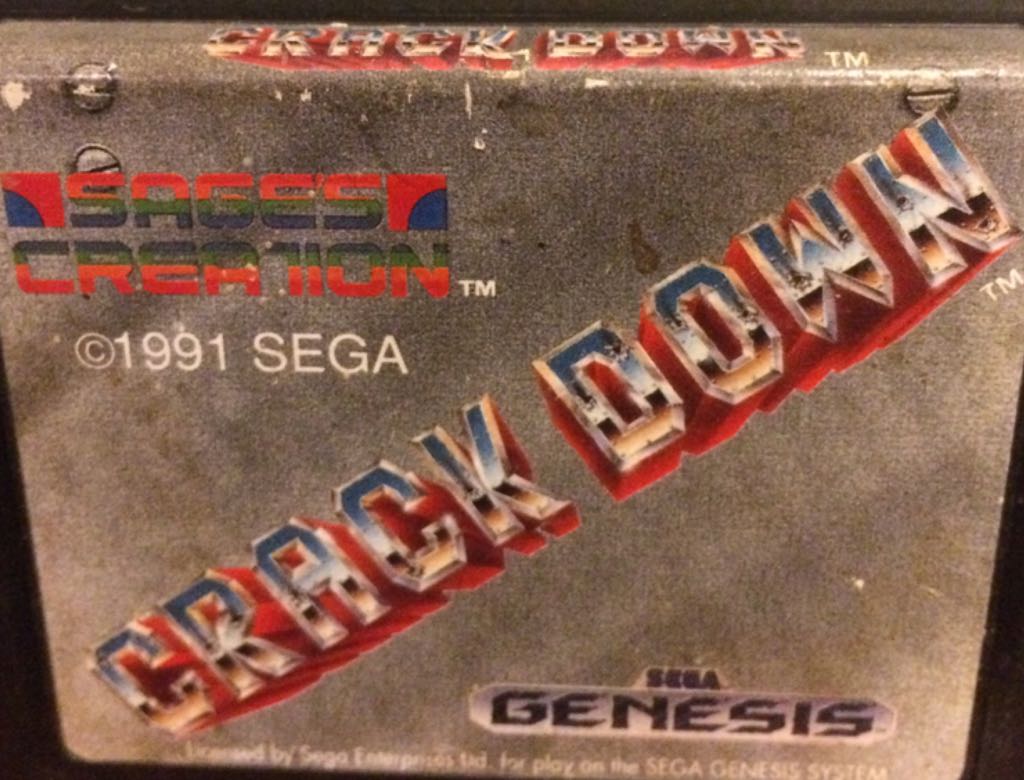 CRACK DOWN TM
SAGE'S
CREATION TM
©1991 SEGA
CRACK DOWN TM
SEGA
GENESIS
Licensed by Sega Enterprises Ltd. for play on the SEGA GENESIS SYSTEM